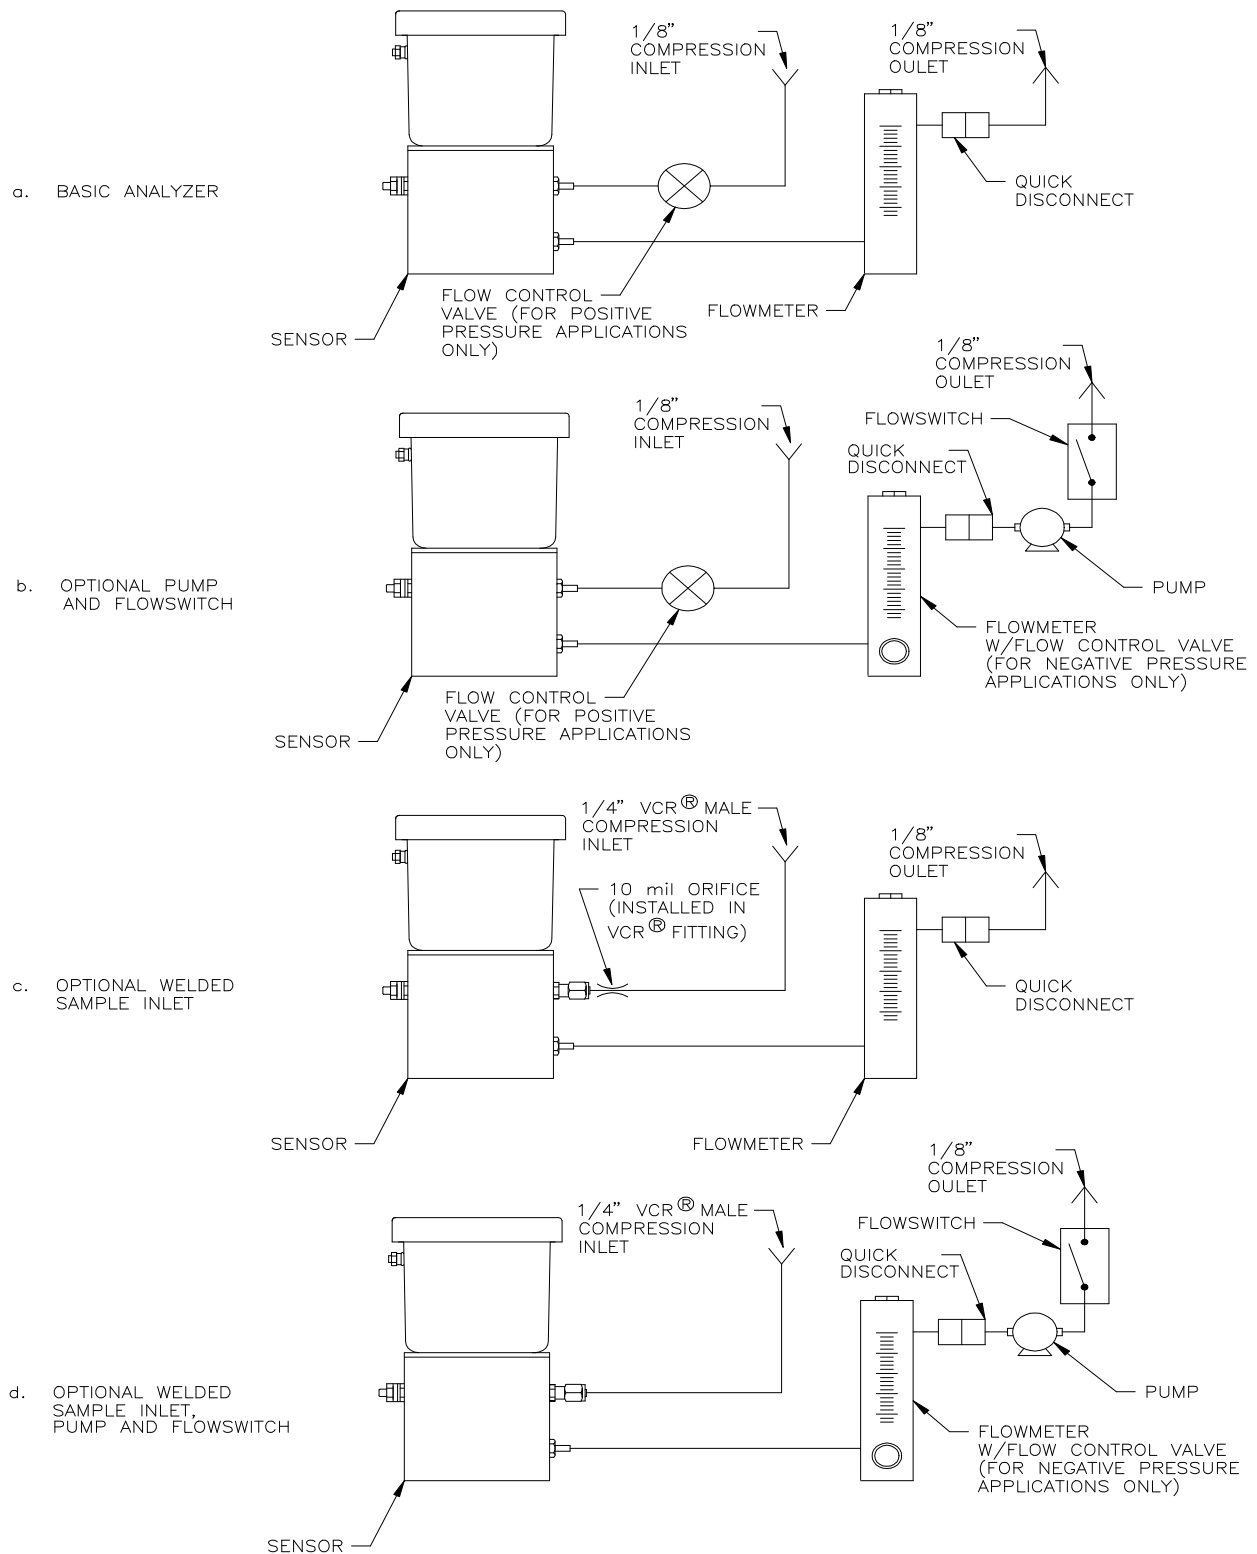 1/8"
COMPRESSION
INLET
1/8"
COMPRESSION
OULET
a. BASIC ANALYZER
QUICK
DISCONNECT
FLOW CONTROL
VALVE (FOR POSITIVE
PRESSURE APPLICATIONS
ONLY)
FLOWMETER
SENSOR
1/8"
COMPRESSION
OULET
1/8"
COMPRESSION
INLET
FLOWSWITCH
QUICK
DISCONNECT
b. OPTIONAL PUMP
AND FLOWSWITCH
PUMP
FLOWMETER
W/FLOW CONTROL VALVE
(FOR NEGATIVE PRESSURE
APPLICATIONS ONLY)
FLOW CONTROL
VALVE (FOR POSITIVE
PRESSURE APPLICATIONS
ONLY)
SENSOR
1/4" VCR® MALE
COMPRESSION
INLET
1/8"
COMPRESSION
OULET
10 mil ORIFICE
(INSTALLED IN
VCR® FITTING)
c. OPTIONAL WELDED
SAMPLE INLET
QUICK
DISCONNECT
SENSOR
FLOWMETER
1/8"
COMPRESSION
OULET
1/4" VCR® MALE
COMPRESSION
INLET
FLOWSWITCH
QUICK
DISCONNECT
d. OPTIONAL WELDED
SAMPLE INLET,
PUMP AND FLOWSWITCH
PUMP
FLOWMETER
W/FLOW CONTROL VALVE
(FOR NEGATIVE PRESSURE
APPLICATIONS ONLY)
SENSOR